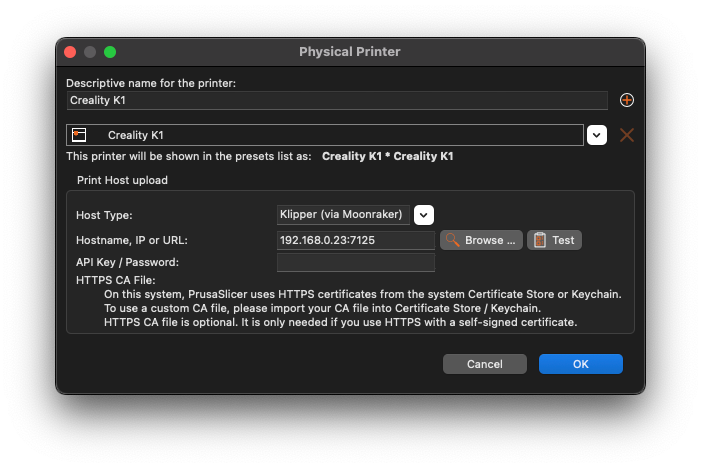 Physical Printer
Descriptive name for the printer:
Creality K1
Creality K1
This printer will be shown in the presets list as: Creality K1 * Creality K1
Print Host upload
Host Type: Klipper (via Moonraker)
Hostname, IP or URL: 192.168.0.23:7125 Browse ... Test
API Key / Password:
HTTPS CA File:
On this system, PrusaSlicer uses HTTPS certificates from the system Certificate Store or Keychain.
To use a custom CA file, please import your CA file into Certificate Store / Keychain.
HTTPS CA file is optional. It is only needed if you use HTTPS with a self-signed certificate.
Cancel OK